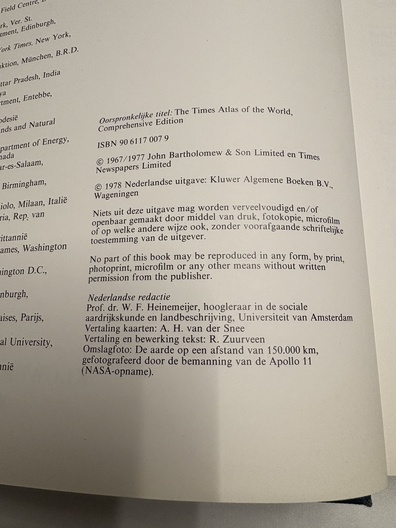 Field Centre,
rk, Ver. St.
ment, Edinburgh,
York Times, New York,
ktion, München, B.R.D.
ttar Pradesh, India
ya
rtment, Entebbe,
odesië
nds and Natural
partment of Energy,
nada
ar-es-Salaam,
Birmingham,
iolo, Milaan, Italië
ria, Rep. van
rittannië
ames, Washington
ington D.C.,
nburgh,
aises, Parijs,
al University,
nnië
Oorspronkelijke titel: The Times Atlas of the World,
Comprehensive Edition
ISBN 90 6117 007 9
© 1967/1977 John Bartholomew & Son Limited en Times
Newspapers Limited
© 1978 Nederlandse uitgave: Kluwer Algemene Boeken B.V.,
Wageningen
Niets uit deze uitgave mag worden verveelvoudigd en/of
openbaar gemaakt door middel van druk, fotokopie, microfilm
of op welke andere wijze ook, zonder voorafgaande schriftelijke
toestemming van de uitgever.
No part of this book may be reproduced in any form, by print,
photoprint, microfilm or any other means without written
permission from the publisher.
Nederlandse redactie
Prof. dr. W. F. Heinemeijer, hoogleraar in de sociale
aardrijkskunde en landbeschrijving, Universiteit van Amsterdam
Vertaling kaarten: A. H. van der Snee
Vertaling en bewerking tekst: R. Zuurveen
Omslagfoto: De aarde op een afstand van 150.000 km,
gefotografeerd door de bemanning van de Apollo 11
(NASA-opname).